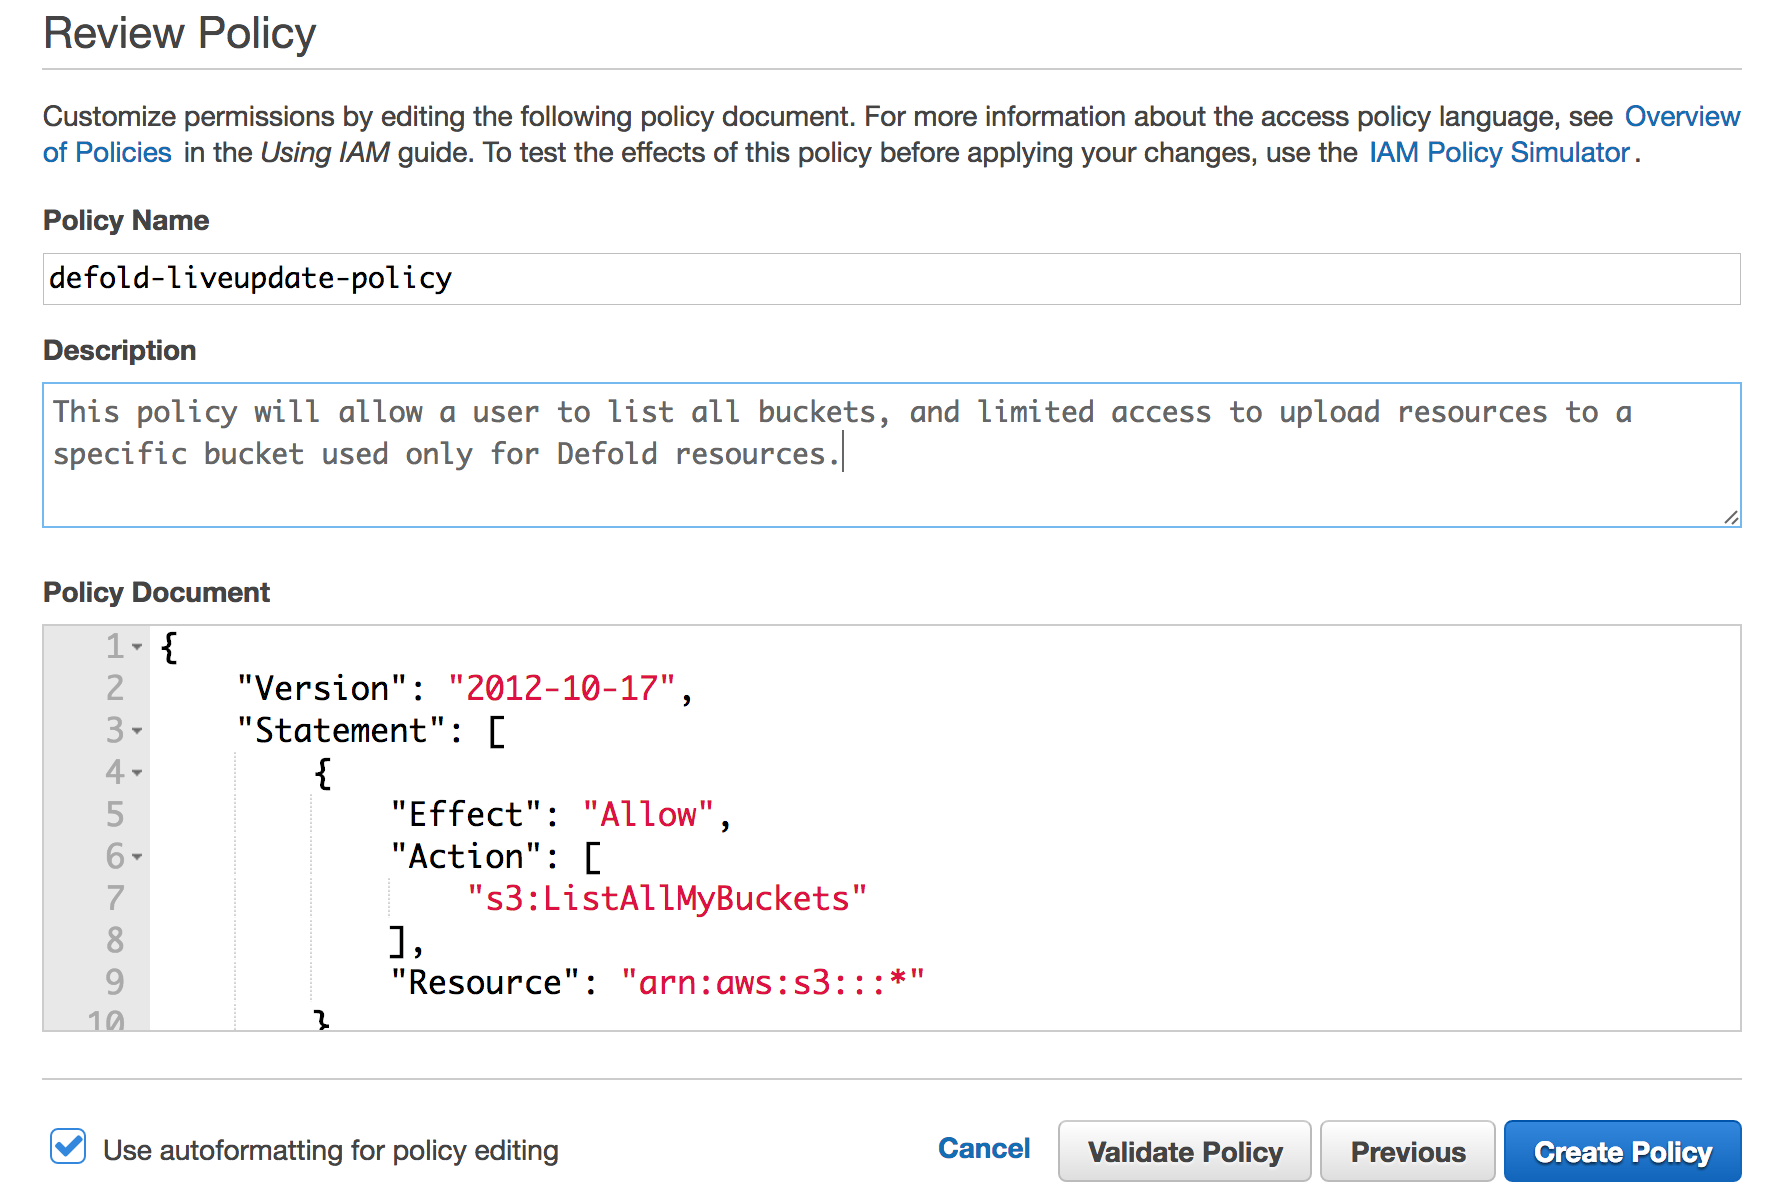 Review Policy
Customize permissions by editing the following policy document. For more information about the access policy language, see Overview
of Policies in the Using IAM guide. To test the effects of this policy before applying your changes, use the IAM Policy Simulator.
Policy Name
defold-liveupdate-policy
Description
This policy will allow a user to list all buckets, and limited access to upload resources to a
specific bucket used only for Defold resources.
Policy Document
1 {
2 "Version": "2012-10-17",
3 "Statement": [
4 {
5 "Effect": "Allow",
6 "Action": [
7 "s3:ListAllMyBuckets"
8 ],
9 "Resource": "arn:aws:s3:::*"
10 }
Use autoformatting for policy editing
Cancel
Validate Policy
Previous
Create Policy